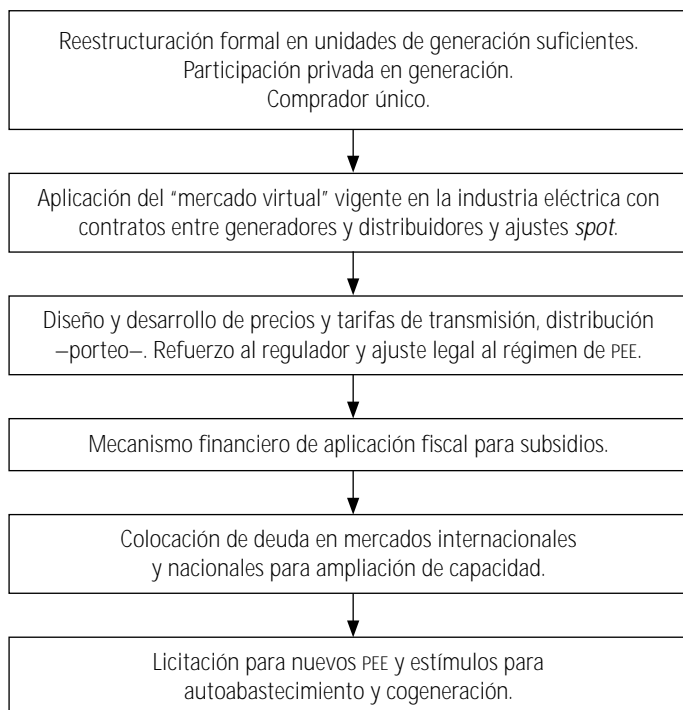 Reestructuración formal en unidades de generación suficientes.
Participación privada en generación.
Comprador único.
Aplicación del “mercado virtual” vigente en la industria eléctrica con
contratos entre generadores y distribuidores y ajustes spot.
Diseño y desarrollo de precios y tarifas de transmisión, distribución
–porteo–. Refuerzo al regulador y ajuste legal al régimen de PEE.
Mecanismo financiero de aplicación fiscal para subsidios.
Colocación de deuda en mercados internacionales
y nacionales para ampliación de capacidad.
Licitación para nuevos PEE y estímulos para
autoabastecimiento y cogeneración.